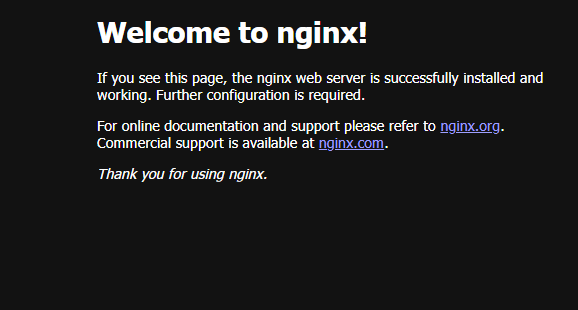 Welcome to nginx!
If you see this page, the nginx web server is successfully installed and
working. Further configuration is required.
For online documentation and support please refer to nginx.org.
Commercial support is available at nginx.com.
Thank you for using nginx.